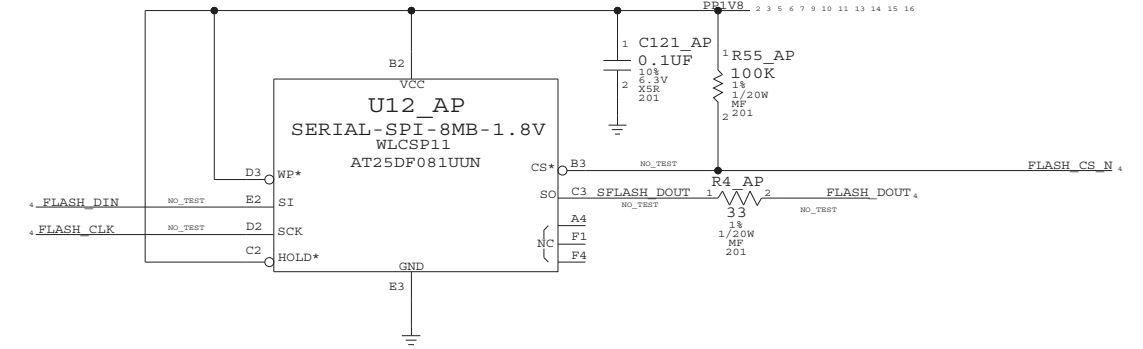 PP1V8 2 3 5 6 7 9 10 11 13 14 15 16
1 C121_AP
0.1UF
10%
6.3V
2 X5R
201
1 R55_AP
100K
1%
1/20W
MF
2 201
B2
VCC
U12_AP
SERIAL-SPI-8MB-1.8V
WLCSP11
AT25DF081UUN
CS* B3 NO_TEST FLASH_CS_N 4
D3 WP*
R4_AP
SO C3 SFLASH_DOUT 1 2 FLASH_DOUT 4
NO_TEST NO_TEST
33
1%
1/20W
MF
201
4 FLASH_DIN NO_TEST E2 SI
4 FLASH_CLK NO_TEST D2 SCK
C2 HOLD*
A4
NC F1
F4
GND
E3